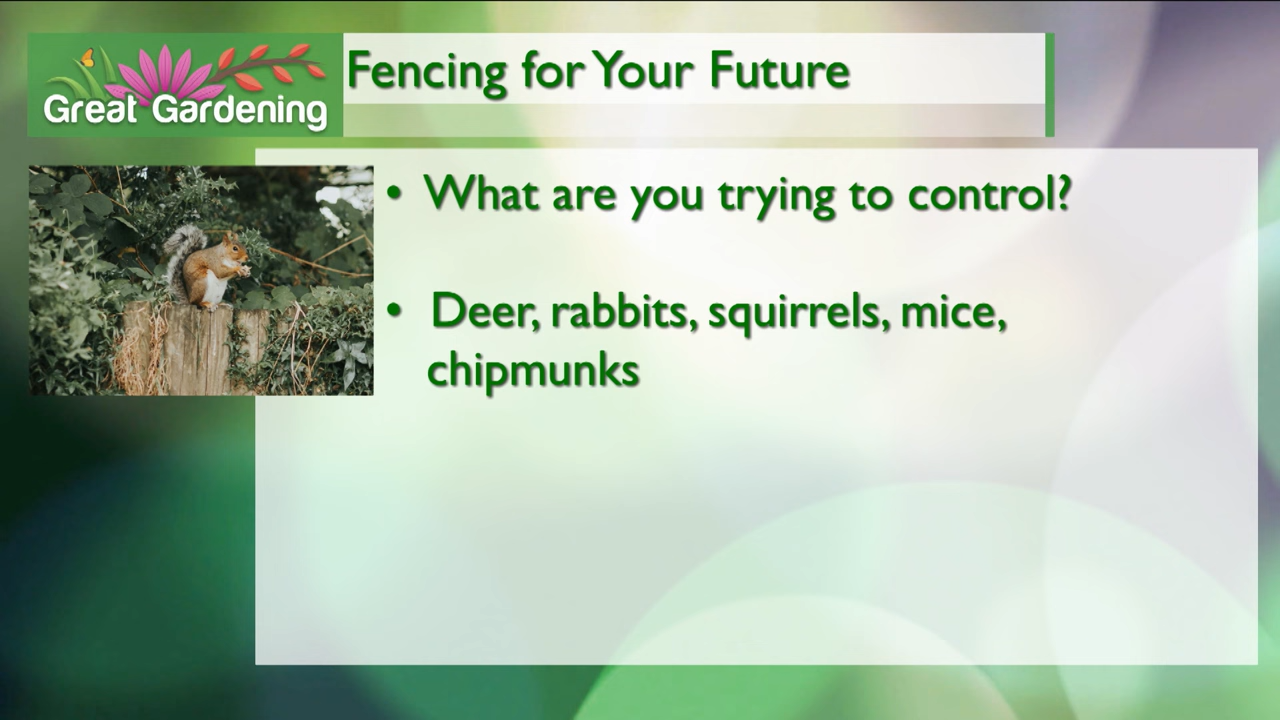 Great Gardening
Fencing for Your Future
• What are you trying to control?
• Deer, rabbits, squirrels, mice,
chipmunks